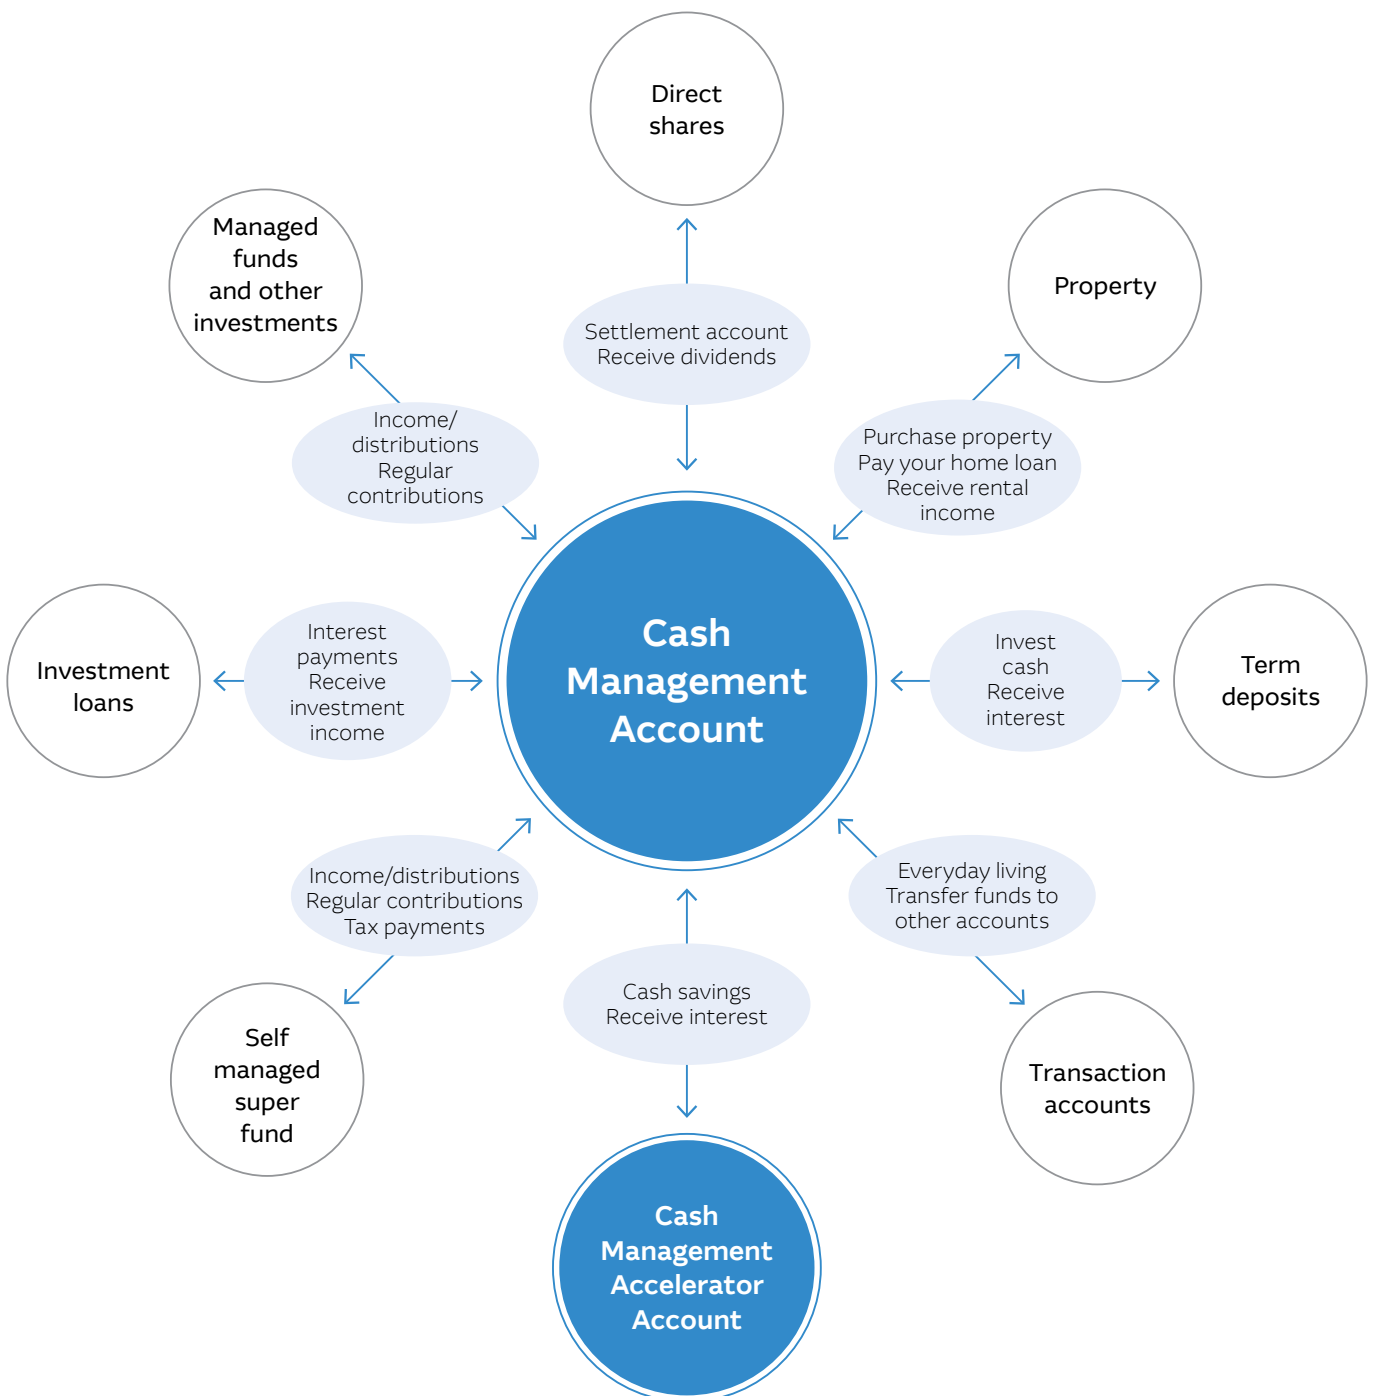 Direct
shares
Managed
funds
and other
investments
Property
Settlement account
Receive dividends
Income/
distributions
Regular
contributions
Purchase property
Pay your home loan
Receive rental
income
Investment
loans
Interest
payments
Receive
investment
income
Cash
Management
Account
Invest
cash
Receive
interest
Term
deposits
Income/distributions
Regular contributions
Tax payments
Everyday living
Transfer funds to
other accounts
Cash savings
Receive interest
Self
managed
super
fund
Transaction
accounts
Cash
Management
Accelerator
Account